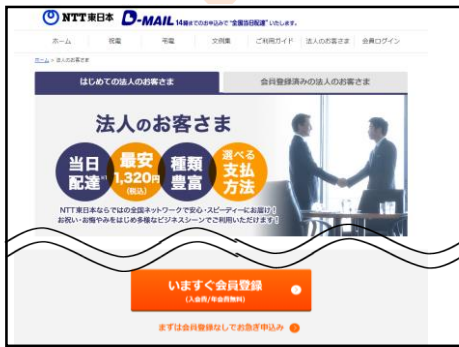 NTT東日本 D-MAIL 14時までのお申込みで"全国当日配達"いたします。
ホーム 祝電 弔電 文例集 ご利用ガイド 法人のお客さま 会員ログイン
ホーム > 法人のお客さま
はじめての法人のお客さま 会員登録済みの法人のお客さま
法人のお客さま
当日配達
最安1,320円(税込)
種類豊富
選べる支払方法
NTT東日本ならではの全国ネットワークで安心・スピーディーにお届け!
お祝い・お悔やみをはじめ多様なビジネスシーンでご利用いただけます!
いますぐ会員登録
(入会費/年会費無料)
まずは会員登録なしでお急ぎ申込み